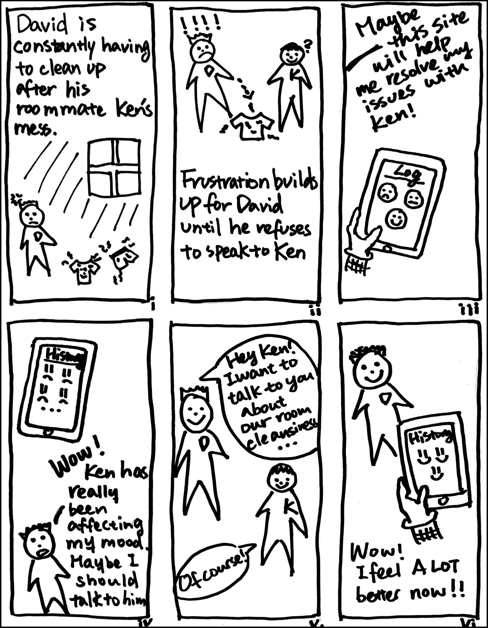 David is
constantly having
to clean up
after his
roommate Ken's
mess.
D
i
!!!!
?
D
K
Frustration builds
up for David
until he refuses
to speak to Ken
ii
Maybe
this site
will help
me resolve my
issues with
Ken!
Log
iii
History
Wow!
Ken has
really
been
affecting
my mood.
Maybe I
should
talk to him
iv
Hey Ken!
I want to
talk to you
about
our room
cleansiness
...
D
K
Of course!
v
D
History
Wow!
I feel A LOT
better now!!
vi